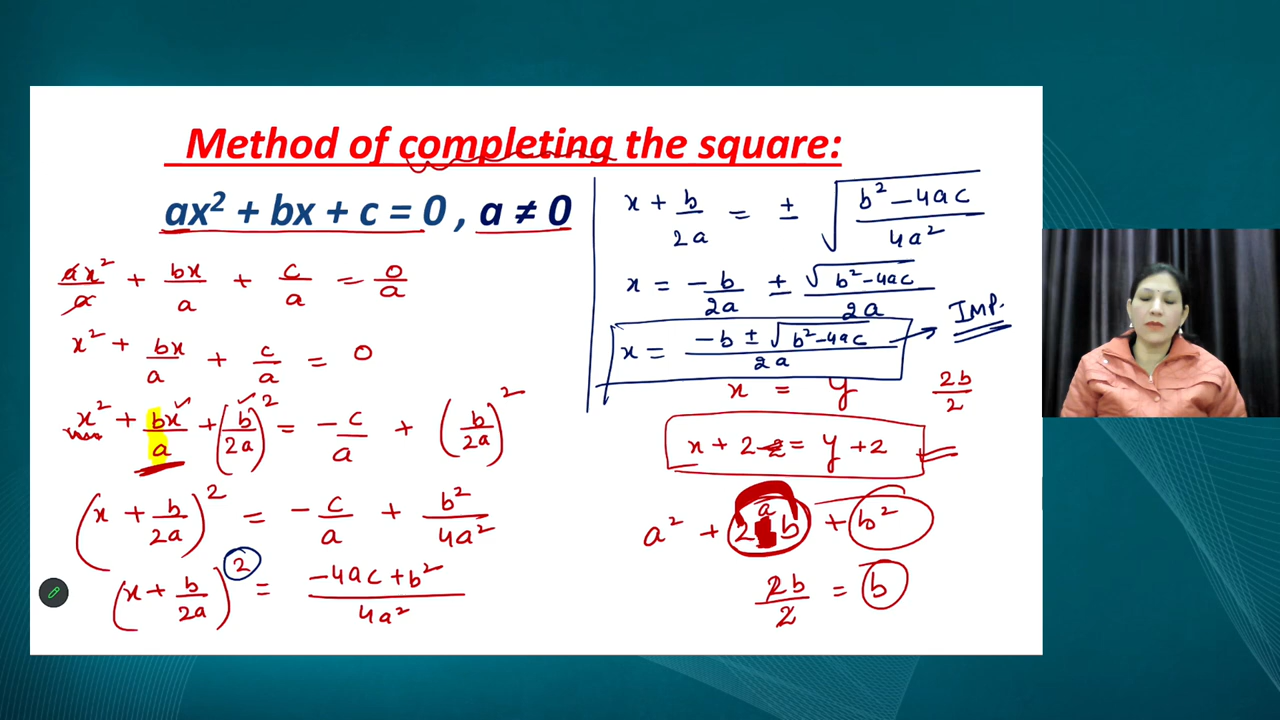 Method of completing the square:
ax² + bx + c = 0 , a ≠ 0
ax²/a + bx/a + c/a = 0/a
x² + bx/a + c/a = 0
x² + bx/a + (b/2a)² = -c/a + (b/2a)²
(x + b/2a)² = -c/a + b²/4a²
(x + b/2a)² = -4ac + b²/4a²
x + b/2a = ± √b² - 4ac/4a²
x = -b/2a ± √b² - 4ac/2a
x = -b ± √b² - 4ac/2a
IMP.
x = y
2b/2
x + 2 = y + 2
a² + 2ab + b²
2b/2 = b